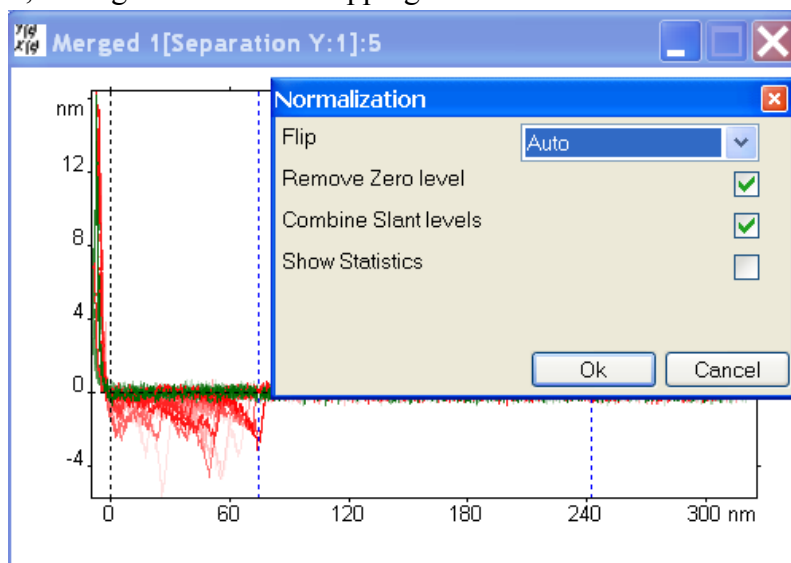 Merged 1[Separation Y:1]:5
nm
12
8
4
0
-4
0 60 120 180 240 300 nm
Normalization
Flip Auto
Remove Zero level
Combine Slant levels
Show Statistics
Ok Cancel